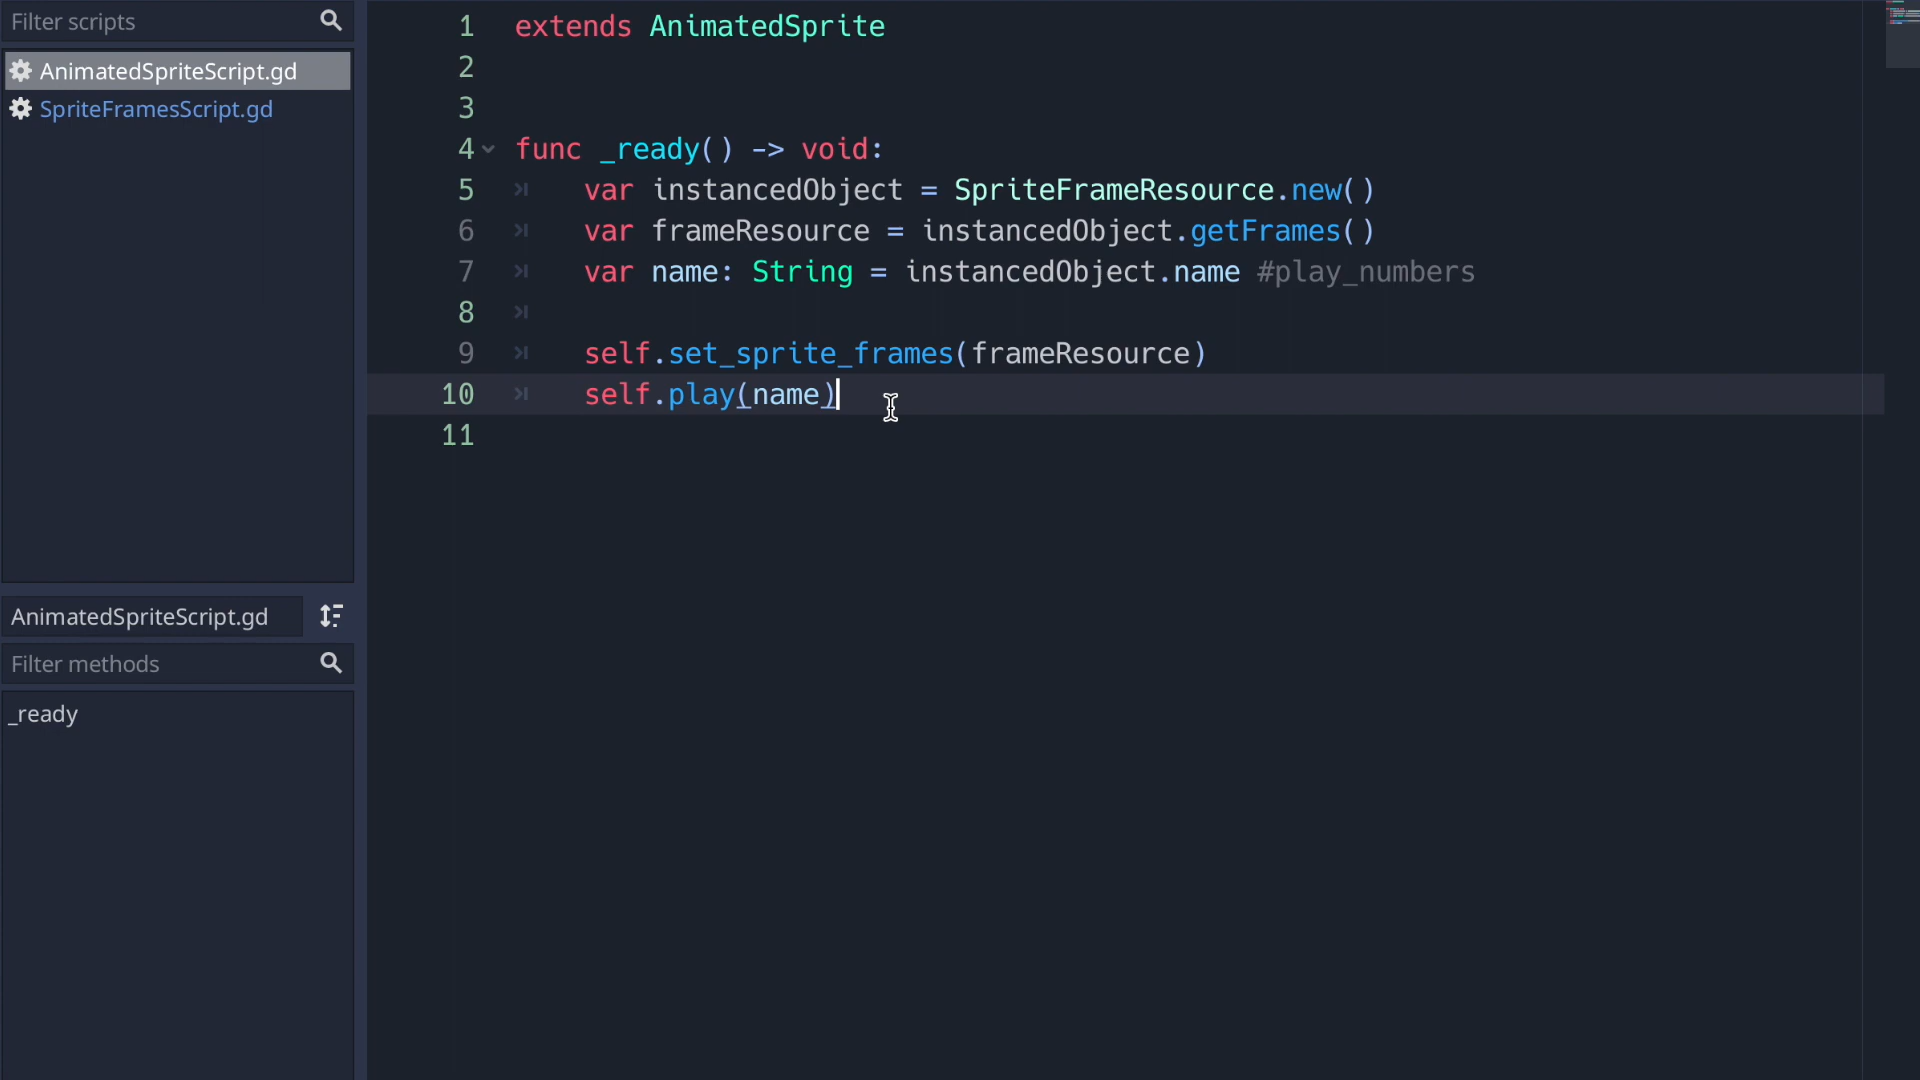 Filter scripts
AnimatedSpriteScript.gd
SpriteFramesScript.gd
AnimatedSpriteScript.gd
Filter methods
_ready
1 extends AnimatedSprite
2
3
4 func _ready() -> void:
5 var instancedObject = SpriteFrameResource.new()
6 var frameResource = instancedObject.getFrames()
7 var name: String = instancedObject.name #play_numbers
8
9 self.set_sprite_frames(frameResource)
10 self.play(name)
11